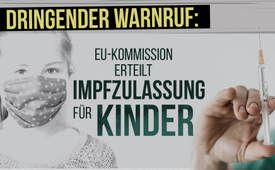 DRINGENDER WARNRUF:
EU-KOMMISSION
ERTEILT
IMPFZULASSUNG
FÜR KINDER